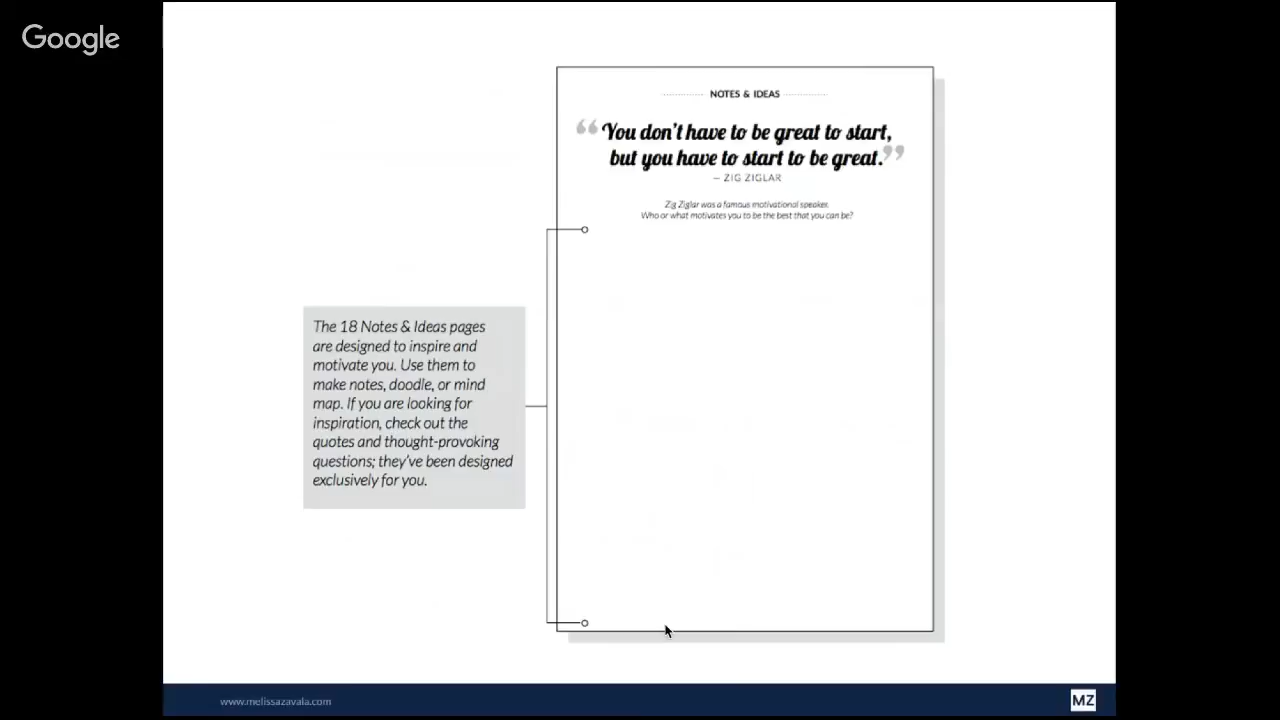 Google
NOTES & IDEAS
“You don’t have to be great to start,
but you have to start to be great.”
– ZIG ZIGLAR
Zig Ziglar was a famous motivational speaker.
Who or what motivates you to be the best that you can be?
The 18 Notes & Ideas pages
are designed to inspire and
motivate you. Use them to
make notes, doodle, or mind
map. If you are looking for
inspiration, check out the
quotes and thought-provoking
questions; they’ve been designed
exclusively for you.
www.melissazavala.com
MZ